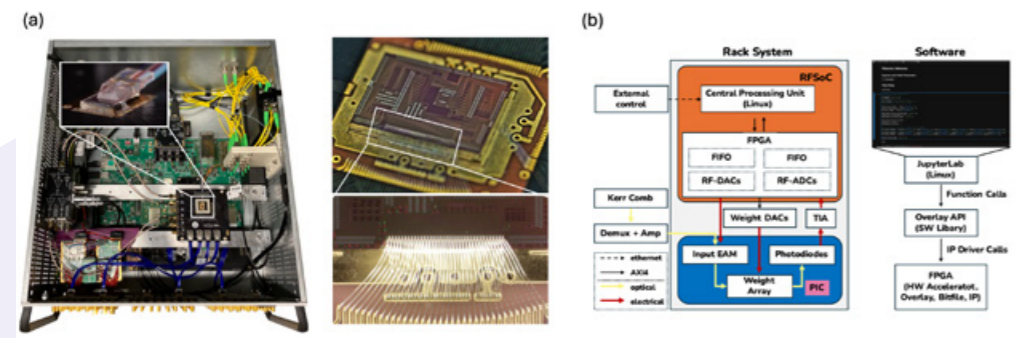 (a)
(b)
Rack System
Software
RFSoC
External
control
Central Processing Unit
(Linux)
FPGA
FIFO
FIFO
RF-DACs
RF-ADCs
JupyterLab
(Linux)
Function Calls
Kerr Comb
Weight DACs
TIA
Overlay API
(SW Libary)
Demux + Amp
IP Driver Calls
Input EAM
Photodiodes
ethernet
AXI4
optical
electrical
Weight
Array
PIC
FPGA
(HW Accelerator,
Overlay, Bitfile, IP)